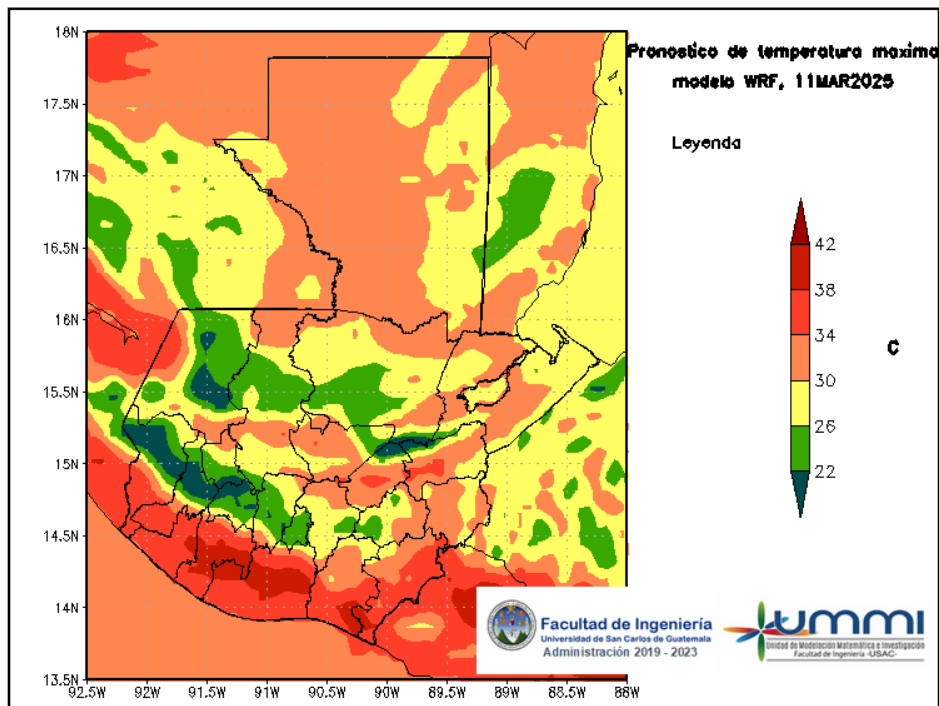 Pronostico de temperatura maxima
modelo WRF, 11MAR2025
Leyenda
42
38
34
30
26
22
C
18N
17.5N
17N
16.5N
16N
15.5N
15N
14.5N
14N
13.5N
92.5W 92W 91.5W 91W 90.5W 90W 89.5W 89W 88.5W 88W
Facultad de Ingeniería
Universidad de San Carlos de Guatemala
Administración 2019 - 2023
ummi
Unidad de Modelación Matemática e Investigación
Facultad de Ingeniería -USAC-